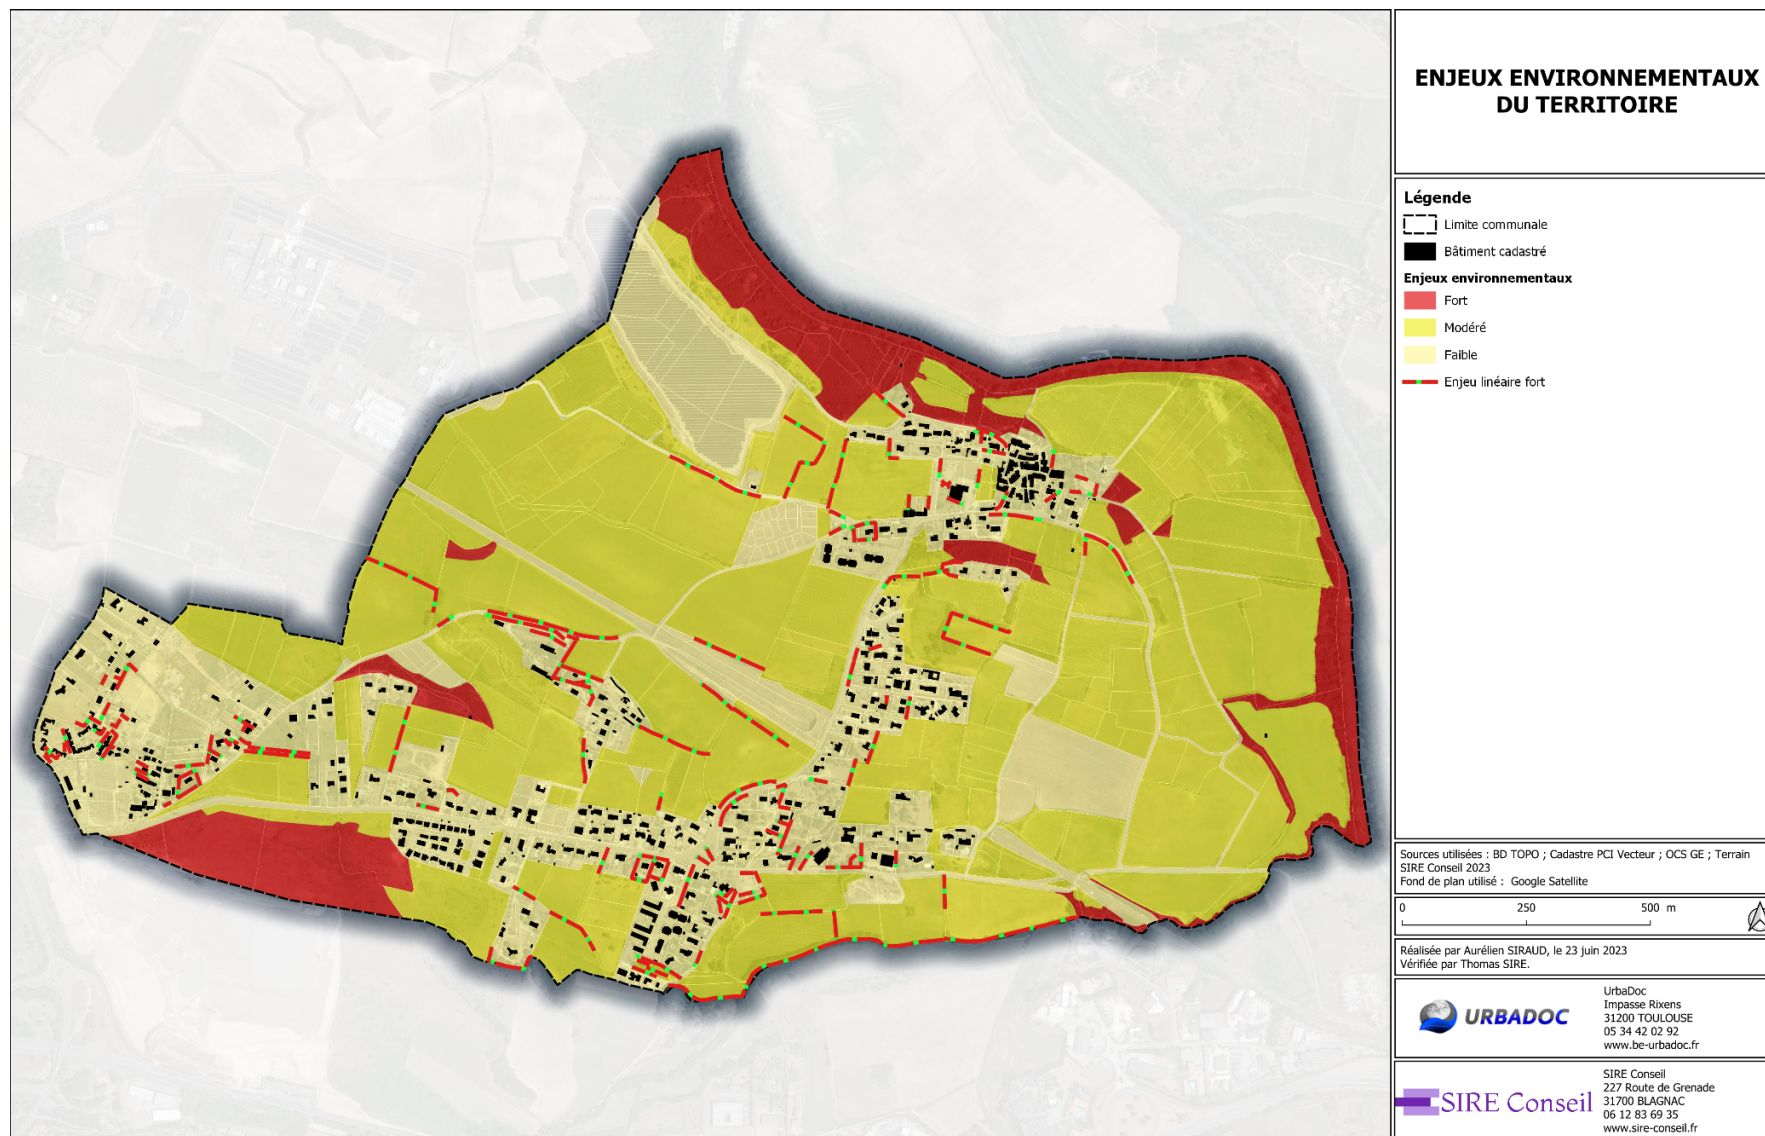 ENJEUX ENVIRONNEMENTAUX
DU TERRITOIRE
Légende
Limite communale
Bâtiment cadastré
Enjeux environnementaux
Fort
Modéré
Faible
Enjeu linéaire fort
Sources utilisées : BD TOPO ; Cadastre PCI Vecteur ; OCS GE ; Terrain
SIRE Conseil 2023
Fond de plan utilisé : Google Satellite
0 250 500 m
Réalisée par Aurélien SIRAUD, le 23 juin 2023
Vérifiée par Thomas SIRE.
URBADOC
UrbaDoc
Impasse Rixens
31200 TOULOUSE
05 34 42 02 92
www.be-urbadoc.fr
SIRE Conseil
SIRE Conseil
227 Route de Grenade
31700 BLAGNAC
06 12 83 69 35
www.sire-conseil.fr